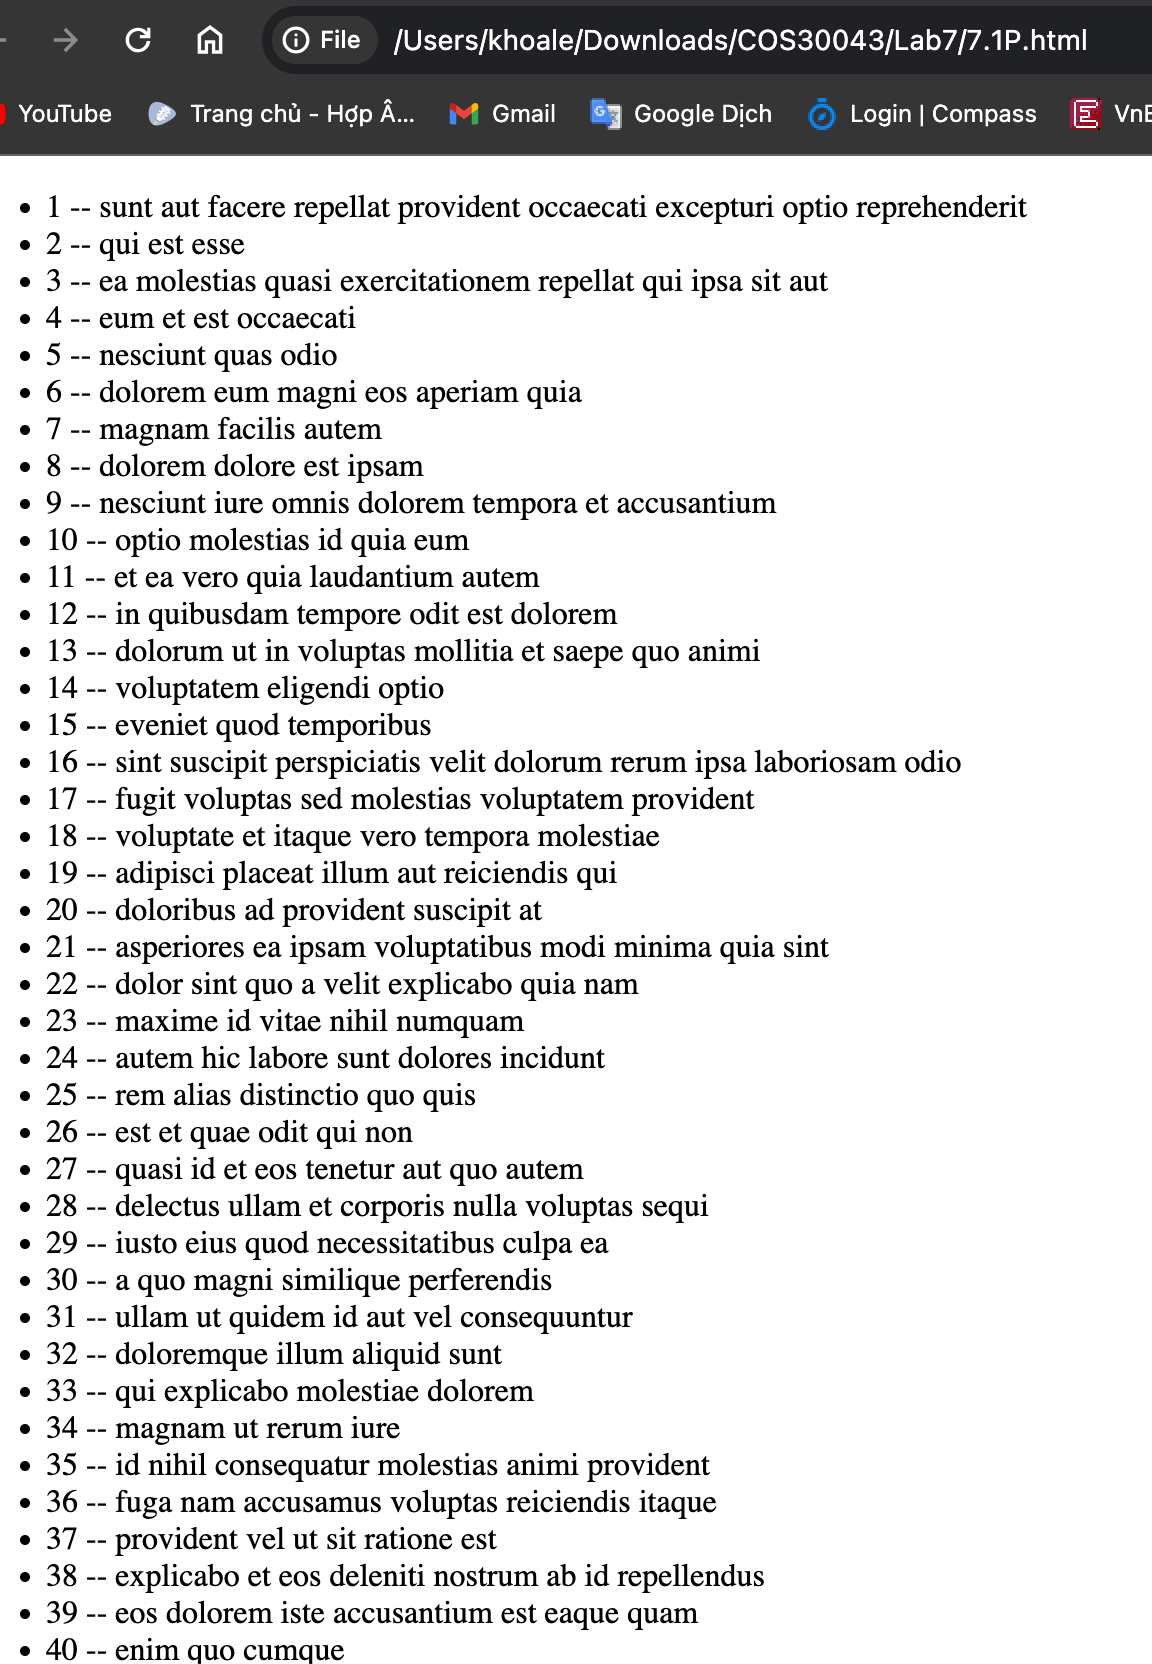 File /Users/khoale/Downloads/COS30043/Lab7/7.1P.html
YouTube Trang chủ - Hợp Â... Gmail Google Dịch Login | Compass VnE
1 -- sunt aut facere repellat provident occaecati excepturi optio reprehenderit
2 -- qui est esse
3 -- ea molestias quasi exercitationem repellat qui ipsa sit aut
4 -- eum et est occaecati
5 -- nesciunt quas odio
6 -- dolorem eum magni eos aperiam quia
7 -- magnam facilis autem
8 -- dolorem dolore est ipsam
9 -- nesciunt iure omnis dolorem tempora et accusantium
10 -- optio molestias id quia eum
11 -- et ea vero quia laudantium autem
12 -- in quibusdam tempore odit est dolorem
13 -- dolorum ut in voluptas mollitia et saepe quo animi
14 -- voluptatem eligendi optio
15 -- eveniet quod temporibus
16 -- sint suscipit perspiciatis velit dolorum rerum ipsa laboriosam odio
17 -- fugit voluptas sed molestias voluptatem provident
18 -- voluptate et itaque vero tempora molestiae
19 -- adipisci placeat illum aut reiciendis qui
20 -- doloribus ad provident suscipit at
21 -- asperiores ea ipsam voluptatibus modi minima quia sint
22 -- dolor sint quo a velit explicabo quia nam
23 -- maxime id vitae nihil numquam
24 -- autem hic labore sunt dolores incidunt
25 -- rem alias distinctio quo quis
26 -- est et quae odit qui non
27 -- quasi id et eos tenetur aut quo autem
28 -- delectus ullam et corporis nulla voluptas sequi
29 -- iusto eius quod necessitatibus culpa ea
30 -- a quo magni similique perferendis
31 -- ullam ut quidem id aut vel consequuntur
32 -- doloremque illum aliquid sunt
33 -- qui explicabo molestiae dolorem
34 -- magnam ut rerum iure
35 -- id nihil consequatur molestias animi provident
36 -- fuga nam accusamus voluptas reiciendis itaque
37 -- provident vel ut sit ratione est
38 -- explicabo et eos deleniti nostrum ab id repellendus
39 -- eos dolorem iste accusantium est eaque quam
40 -- enim quo cumque